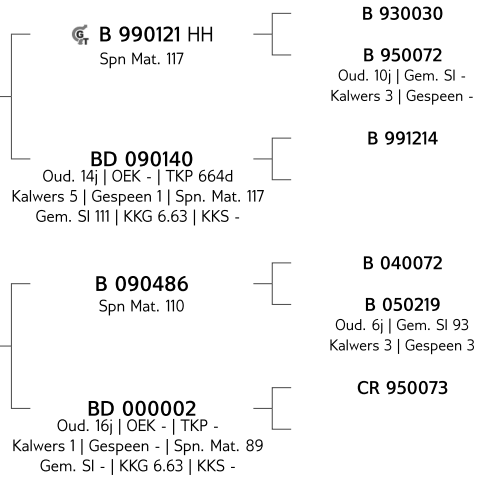 B 930030
GT B 990121 HH
Spn Mat. 117
B 950072
Oud. 10j | Gem. SI -
Kalwers 3 | Gespeen -
B 991214
BD 090140
Oud. 14j | OEK - | TKP 664d
Kalwers 5 | Gespeen 1 | Spn. Mat. 117
Gem. SI 111 | KKG 6.63 | KKS -
B 040072
B 090486
Spn Mat. 110
B 050219
Oud. 6j | Gem. SI 93
Kalwers 3 | Gespeen 3
CR 950073
BD 000002
Oud. 16j | OEK - | TKP -
Kalwers 1 | Gespeen - | Spn. Mat. 89
Gem. SI - | KKG 6.63 | KKS -